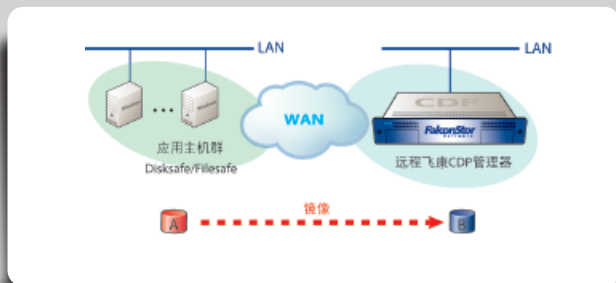 LAN
LAN
CDP
WAN
FalconStor
应用主机群
Disksafe/Filesafe
远程飞康CDP管理器
镜像
A
B